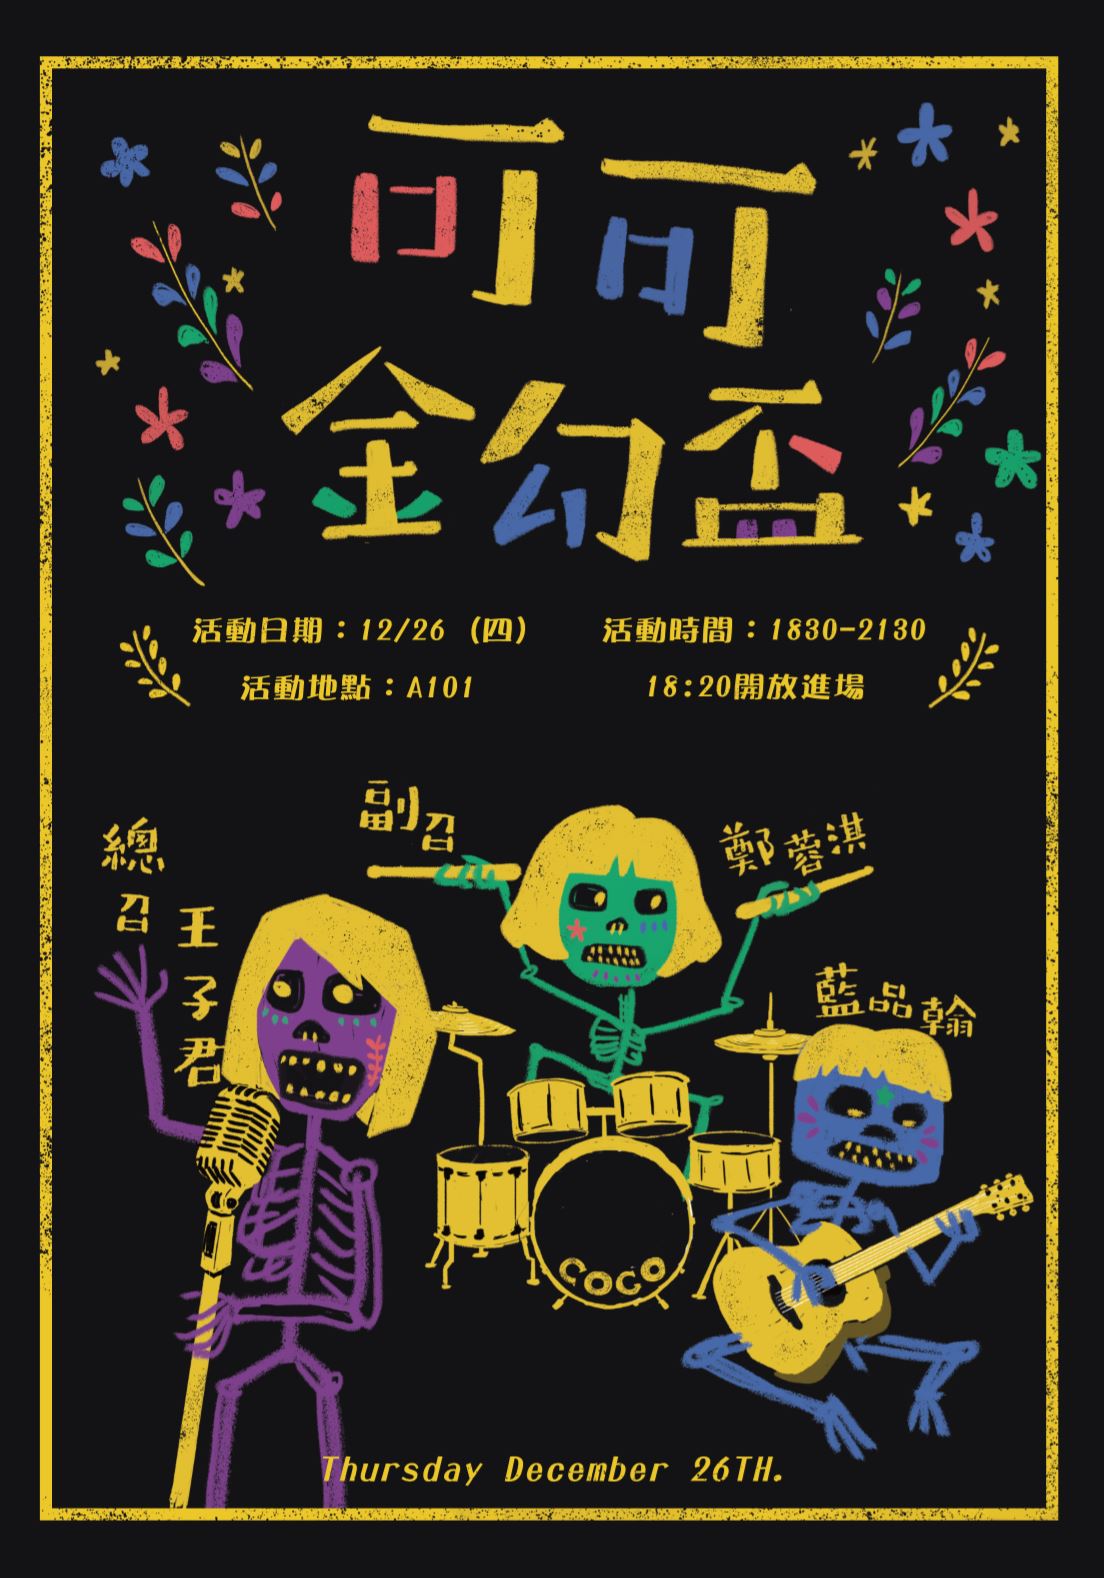 可可
金幻盃
活動日期：12/26 (四)
活動時間：1830-2130
活動地點：A101
18:20開放進場
副召
鄭蓉淇
總召
王子君
藍品翰
COCO
Thursday December 26TH.